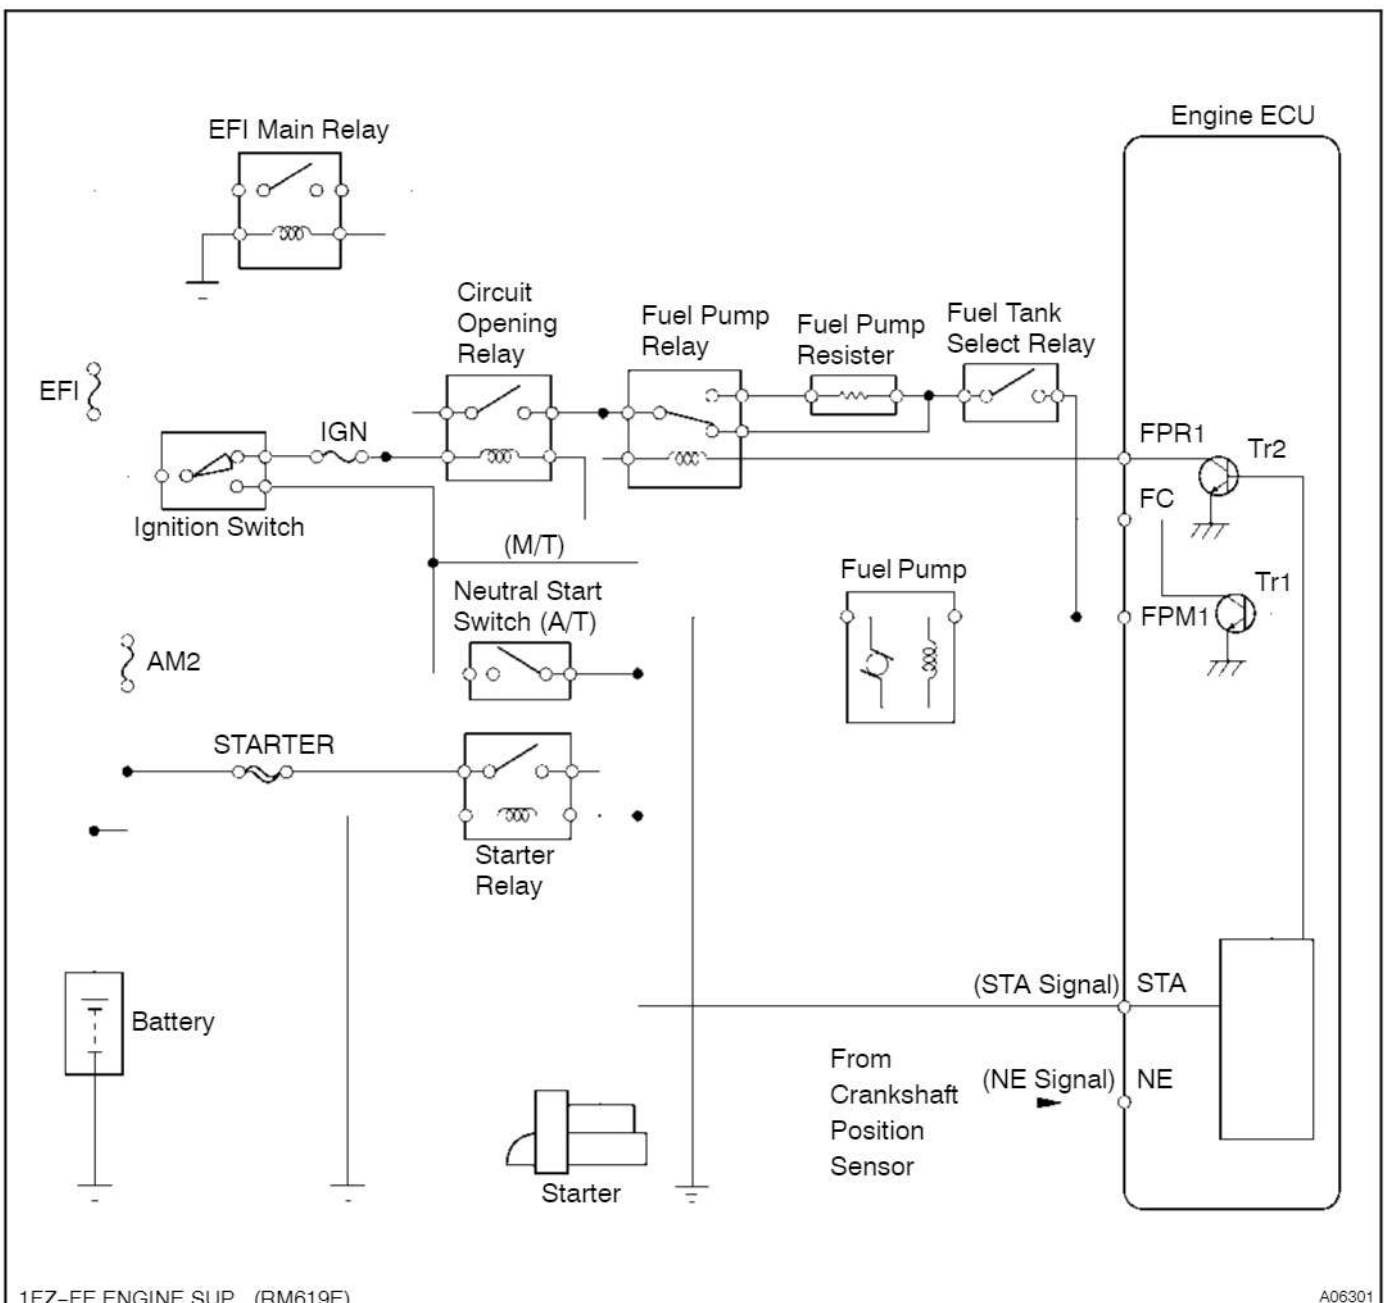 Engine ECU
EFI Main Relay
Circuit
Opening
Relay
Fuel Pump
Relay
Fuel Pump
Resister
Fuel Tank
Select Relay
EFI
IGN
FPR1
Tr2
FC
Ignition Switch
(M/T)
Neutral Start
Switch (A/T)
Fuel Pump
Tr1
FPM1
AM2
STARTER
Starter
Relay
Battery
(STA Signal)
STA
From
Crankshaft
Position
Sensor
(NE Signal)
NE
Starter
1FZ–FE ENGINE SUP. (RM619E)
A06301